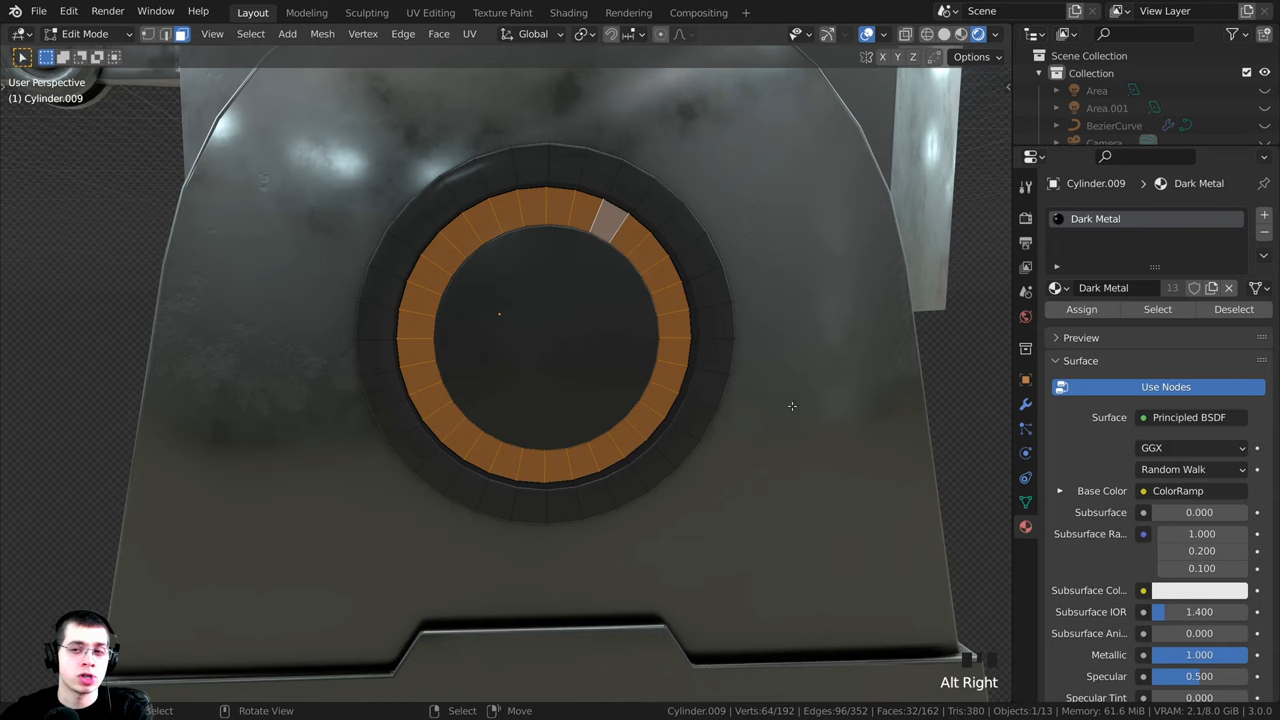 File Edit Render Window Help Layout Modeling Sculpting UV Editing Texture Paint Shading Rendering Compositing Scene View Layer
Edit Mode View Select Add Mesh Vertex Edge Face UV Global
X Y Z Options
User Perspective
(1) Cylinder.009
Scene Collection
Collection
Area
Area.001
BezierCurve
Camera
Cylinder.009 Dark Metal
Dark Metal
Dark Metal 13
Assign Select Deselect
Preview
Surface
Use Nodes
Surface Principled BSDF
GGX
Random Walk
Base Color ColorRamp
Subsurface 0.000
Subsurface Ra... 1.000
0.200
0.100
Subsurface Col...
Subsurface IOR 1.400
Subsurface Ani... 0.000
Metallic 1.000
Specular 0.500
Specular Tint 0.000
Alt Right
Select Rotate View Select Move Cylinder.009 | Verts:64/192 | Edges:96/352 | Faces:32/162 | Tris:380 | Objects:1/13 | Memory: 61.6 MiB | VRAM: 2.1/8.0 GiB | 3.0.0